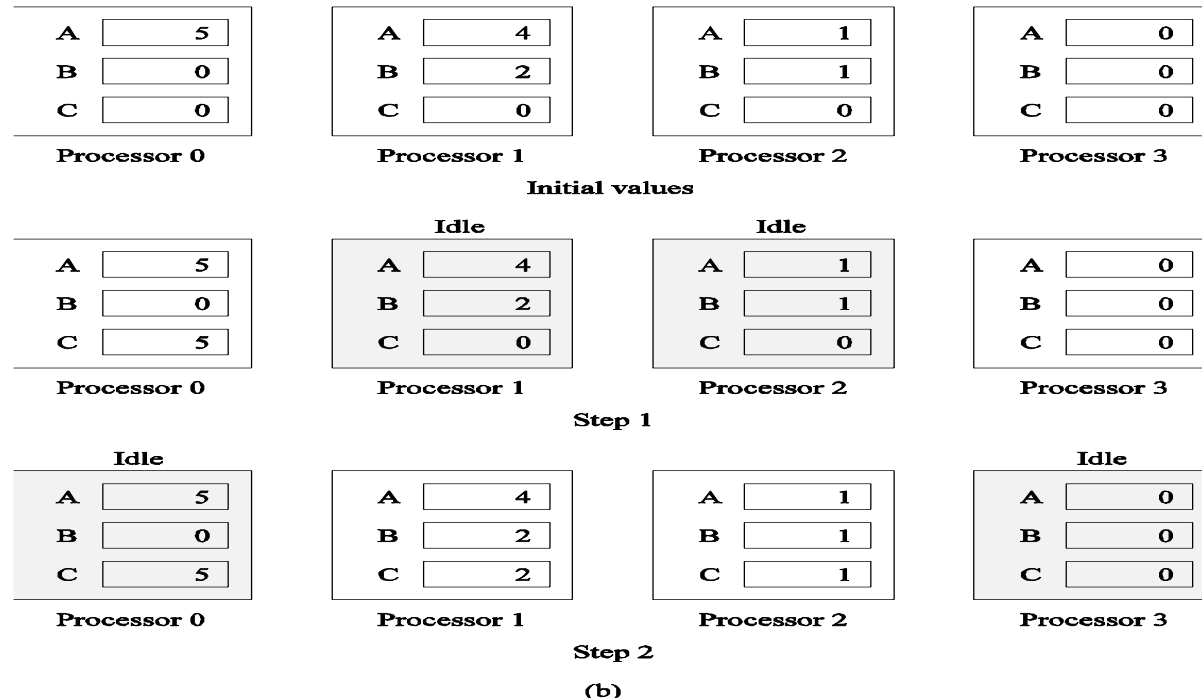 A 5 A 4 A 1 A 0
B 0 B 2 B 1 B 0
C 0 C 0 C 0 C 0
Processor 0 Processor 1 Processor 2 Processor 3
Initial values
Idle Idle
A 5 A 4 A 1 A 0
B 0 B 2 B 1 B 0
C 5 C 0 C 0 C 0
Processor 0 Processor 1 Processor 2 Processor 3
Step 1
Idle Idle
A 5 A 4 A 1 A 0
B 0 B 2 B 1 B 0
C 5 C 2 C 1 C 0
Processor 0 Processor 1 Processor 2 Processor 3
Step 2
(b)